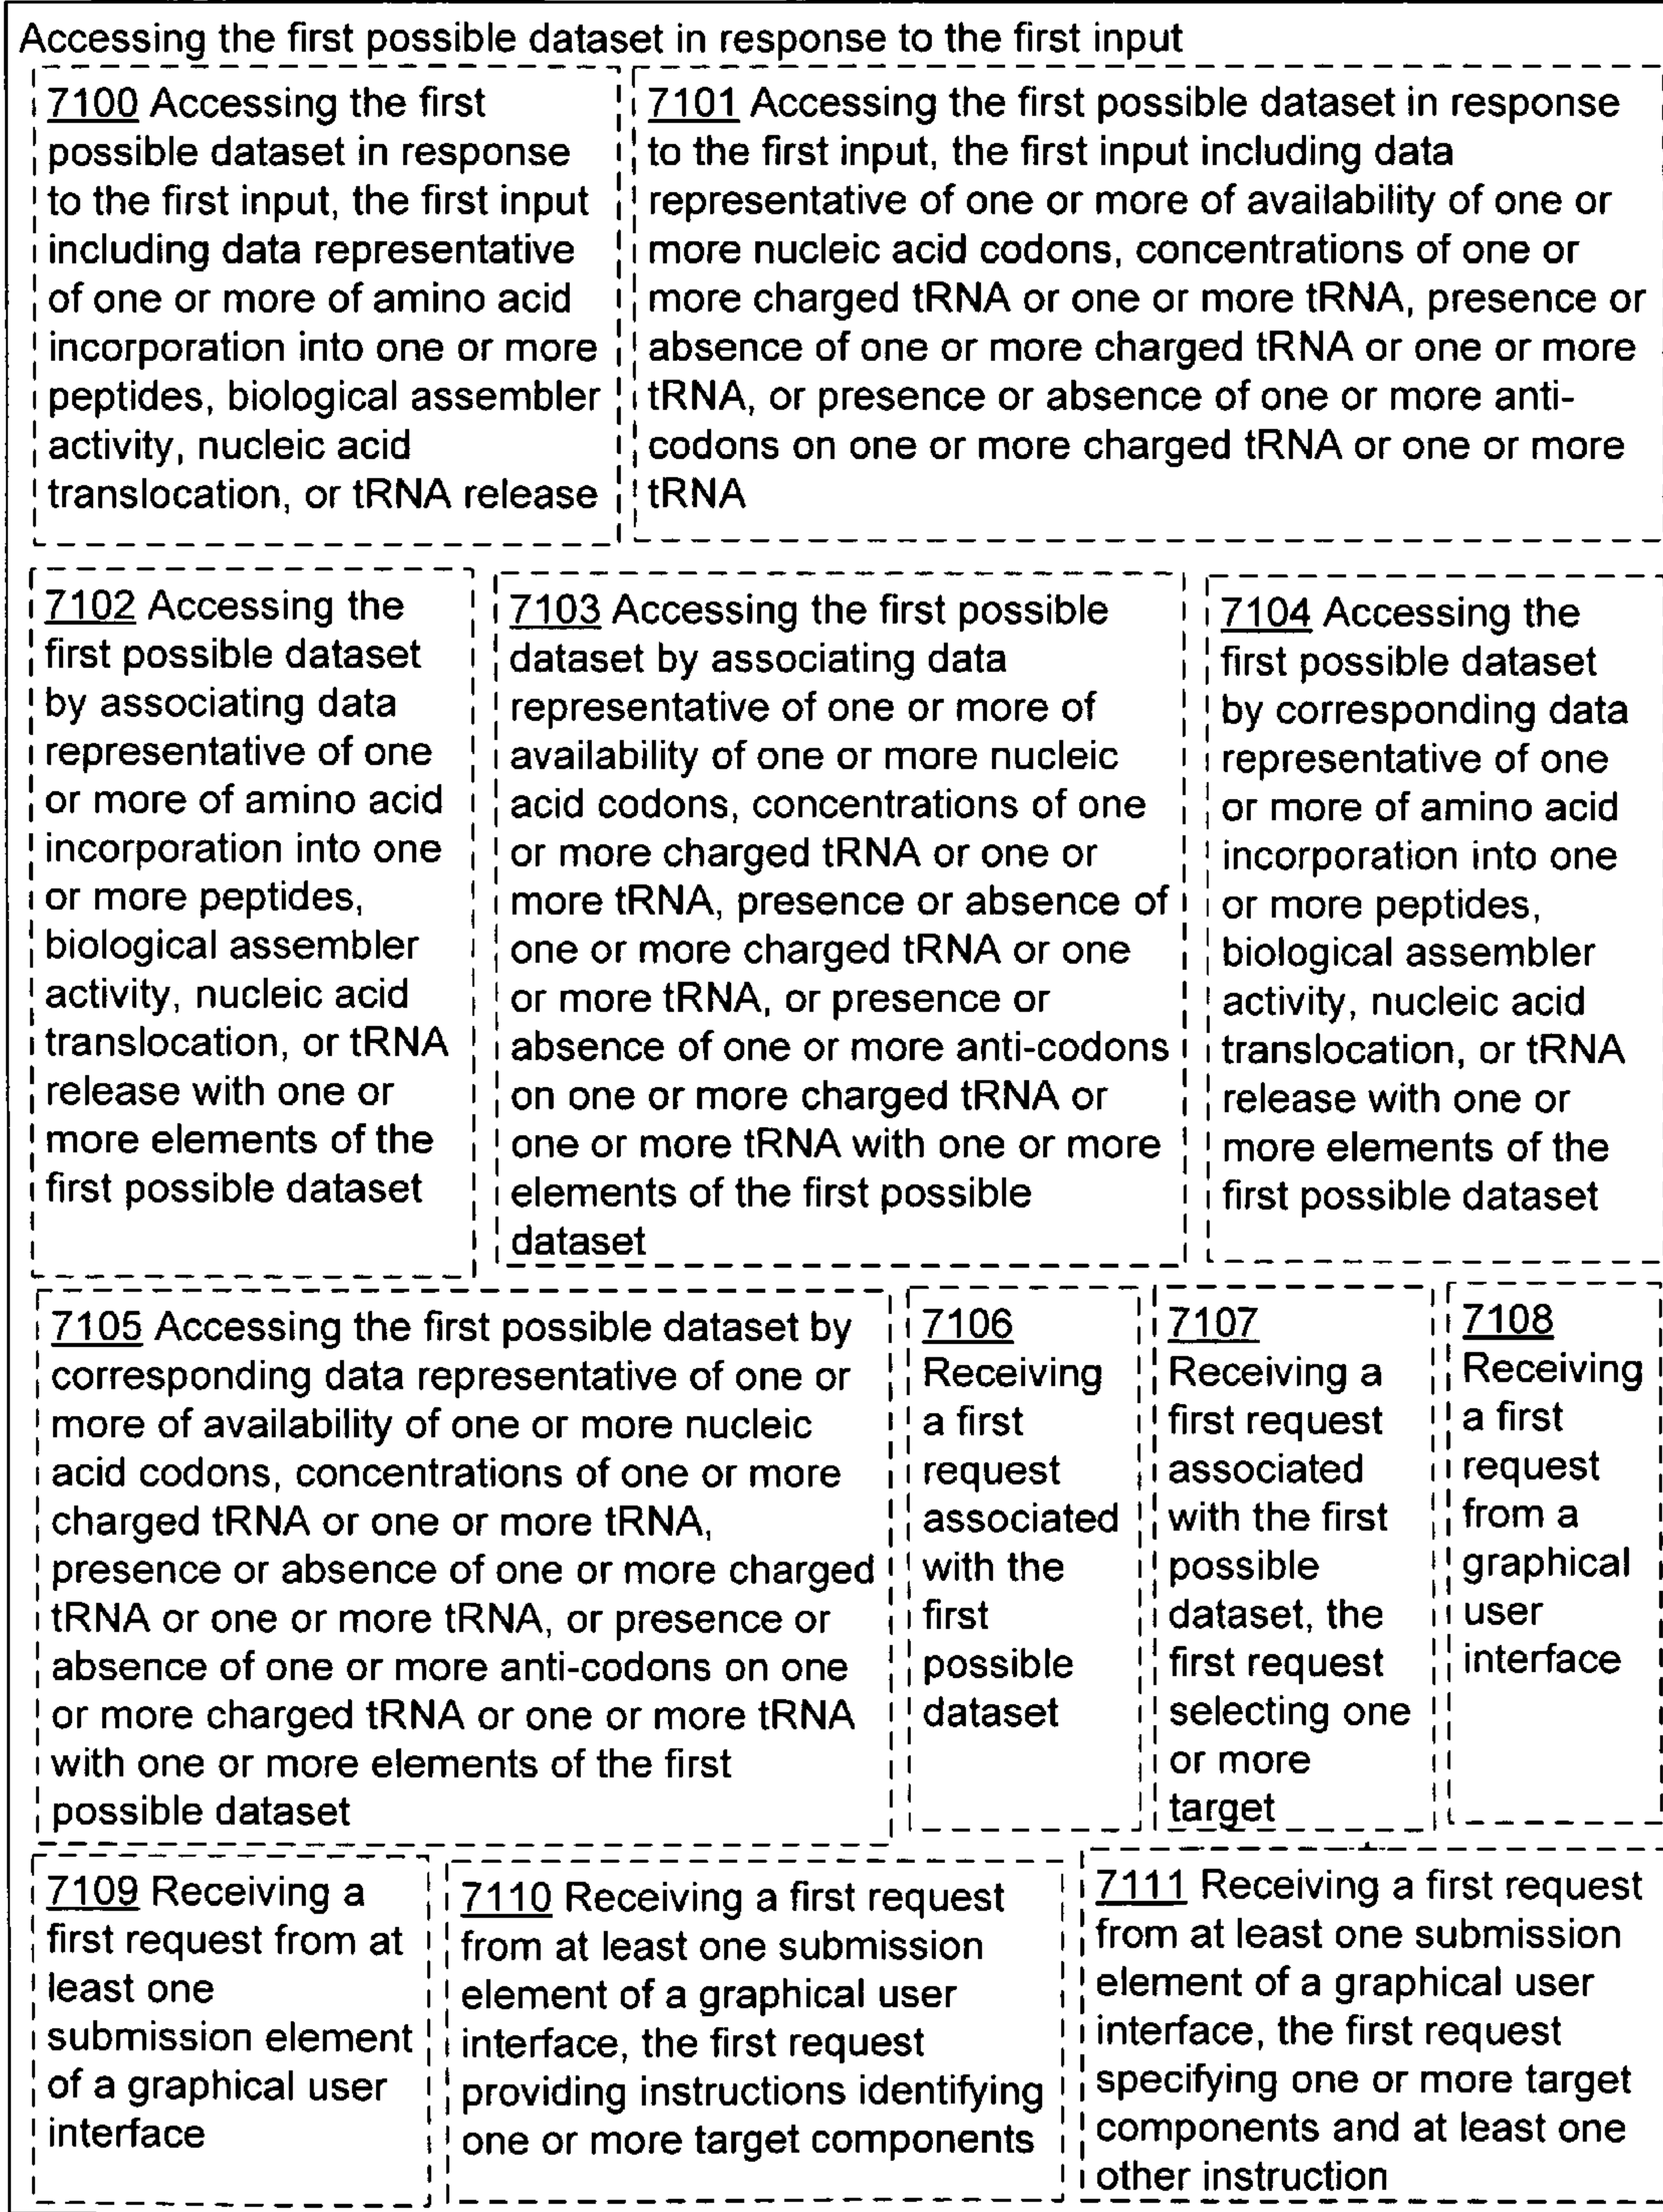 Accessing the first possible dataset in response to the first input
7100 Accessing the first
possible dataset in response
to the first input, the first input
including data representative
of one or more of amino acid
incorporation into one or more
peptides, biological assembler
activity, nucleic acid
translocation, or tRNA release
7101 Accessing the first possible dataset in response
to the first input, the first input including data
representative of one or more of availability of one or
more nucleic acid codons, concentrations of one or
more charged tRNA or one or more tRNA, presence or
absence of one or more charged tRNA or one or more
tRNA, or presence or absence of one or more anti-
codons on one or more charged tRNA or one or more
tRNA
7102 Accessing the
first possible dataset
by associating data
representative of one
or more of amino acid
incorporation into one
or more peptides,
biological assembler
activity, nucleic acid
translocation, or tRNA
release with one or
more elements of the
first possible dataset
7103 Accessing the first possible
dataset by associating data
representative of one or more of
availability of one or more nucleic
acid codons, concentrations of one
or more charged tRNA or one or
more tRNA, presence or absence of
one or more charged tRNA or one
or more tRNA, or presence or
absence of one or more anti-codons
on one or more charged tRNA or
one or more tRNA with one or more
elements of the first possible
dataset
7104 Accessing the
first possible dataset
by corresponding data
representative of one
or more of amino acid
incorporation into one
or more peptides,
biological assembler
activity, nucleic acid
translocation, or tRNA
release with one or
more elements of the
first possible dataset
7105 Accessing the first possible dataset by
corresponding data representative of one or
more of availability of one or more nucleic
acid codons, concentrations of one or more
charged tRNA or one or more tRNA,
presence or absence of one or more charged
tRNA or one or more tRNA, or presence or
absence of one or more anti-codons on one
or more charged tRNA or one or more tRNA
with one or more elements of the first
possible dataset
7106
Receiving
a first
request
associated
with the
first
possible
dataset
7107
Receiving a
first request
associated
with the first
possible
dataset, the
first request
selecting one
or more
target
7108
Receiving
a first
request
from a
graphical
user
interface
7109 Receiving a
first request from at
least one
submission element
of a graphical user
interface
7110 Receiving a first request
from at least one submission
element of a graphical user
interface, the first request
providing instructions identifying
one or more target components
7111 Receiving a first request
from at least one submission
element of a graphical user
interface, the first request
specifying one or more target
components and at least one
other instruction